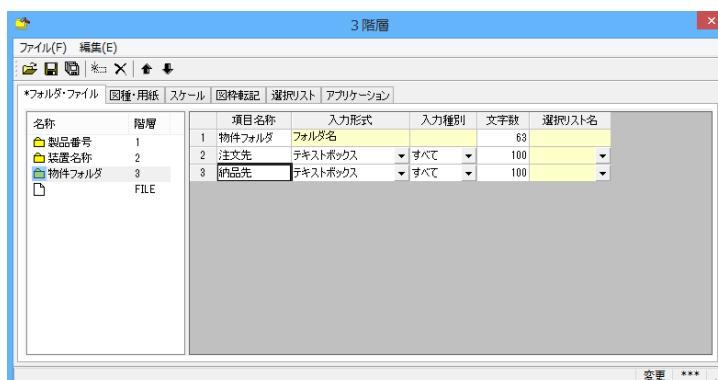 3階層
ファイル(F) 編集(E)
*フォルダ・ファイル 図種・用紙 スケール 図枠転記 選択リスト アプリケーション
名称 階層
製品番号 1
装置名称 2
物件フォルダ 3
FILE
項目名称 入力形式 入力種別 文字数 選択リスト名
1 物件フォルダ フォルダ名 63
2 注文先 テキストボックス すべて 100
3 納品先 テキストボックス すべて 100
変更 ***